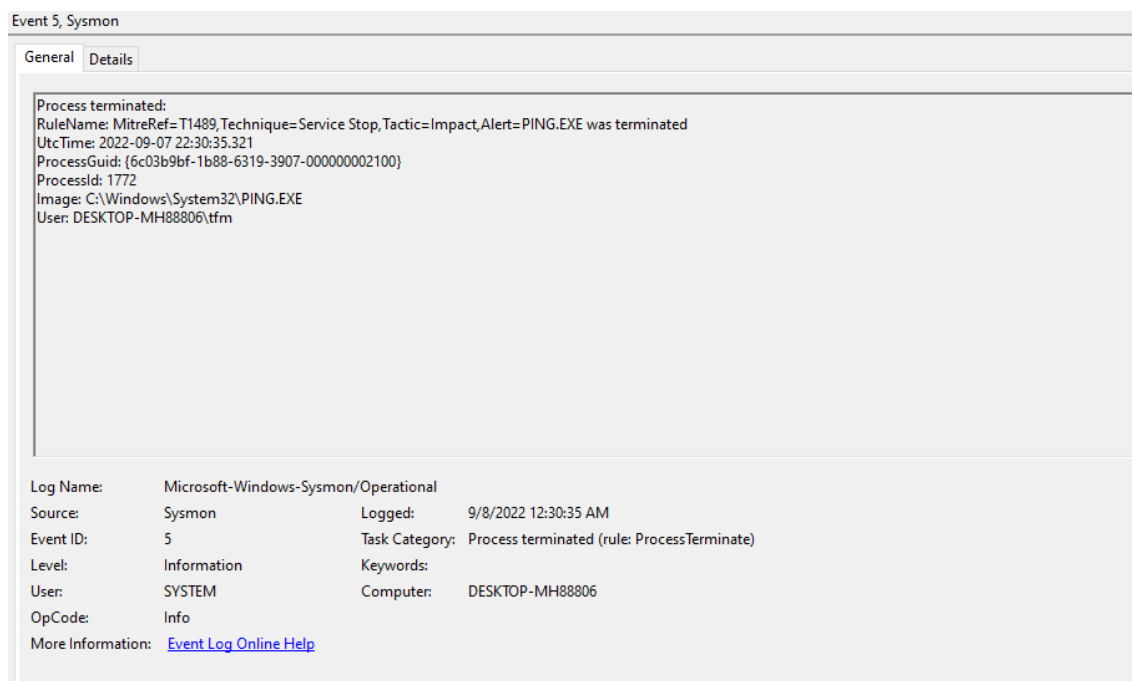 Event 5, Sysmon
General Details
Process terminated:
RuleName: MitreRef=T1489,Technique=Service Stop,Tactic=Impact,Alert=PING.EXE was terminated
UtcTime: 2022-09-07 22:30:35.321
ProcessGuid: {6c03b9bf-1b88-6319-3907-000000002100}
ProcessId: 1772
Image: C:\Windows\System32\PING.EXE
User: DESKTOP-MH88806\tfm
Log Name: Microsoft-Windows-Sysmon/Operational
Source: Sysmon Logged: 9/8/2022 12:30:35 AM
Event ID: 5 Task Category: Process terminated (rule: ProcessTerminate)
Level: Information Keywords:
User: SYSTEM Computer: DESKTOP-MH88806
OpCode: Info
More Information: Event Log Online Help